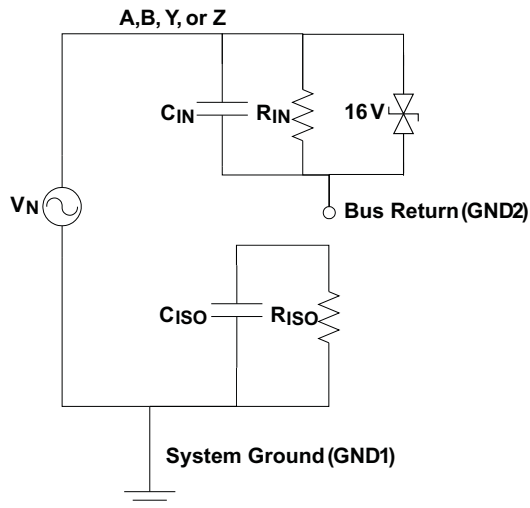 A,B, Y, or Z
CIN
RIN
16 V
VN
Bus Return (GND2)
CISO
RISO
System Ground (GND1)